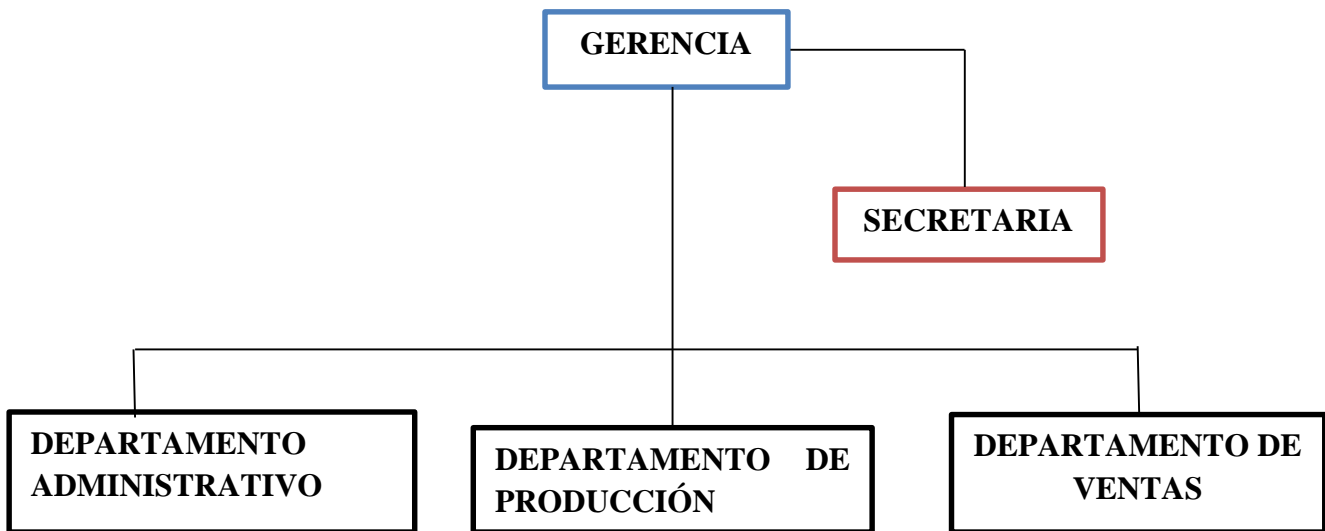 GERENCIA
SECRETARIA
DEPARTAMENTO
ADMINISTRATIVO
DEPARTAMENTO DE
PRODUCCIÓN
DEPARTAMENTO DE
VENTAS